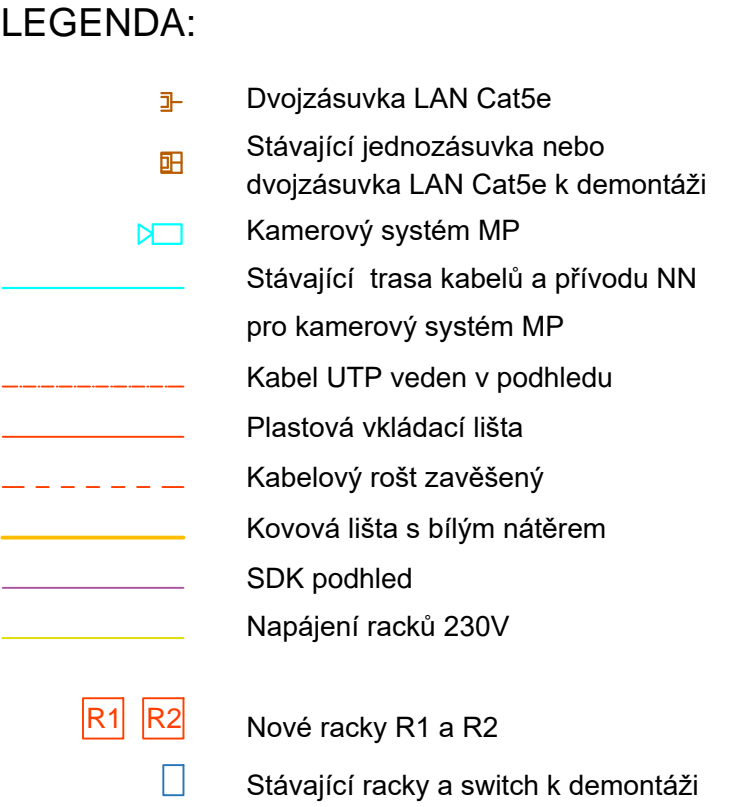 LEGENDA:
Dvojzásuvka LAN Cat5e
Stávající jednozásuvka nebo
dvojzásuvka LAN Cat5e k demontáži
Kamerový systém MP
Stávající  trasa kabelů a přívodu NN
pro kamerový systém MP
Kabel UTP veden v podhledu
Plastová vkládací lišta
Kabelový rošt zavěšený
Kovová lišta s bílým nátěrem
SDK podhled
Napájení racků 230V
R1 R2 Nové racky R1 a R2
Stávající racky a switch k demontáži